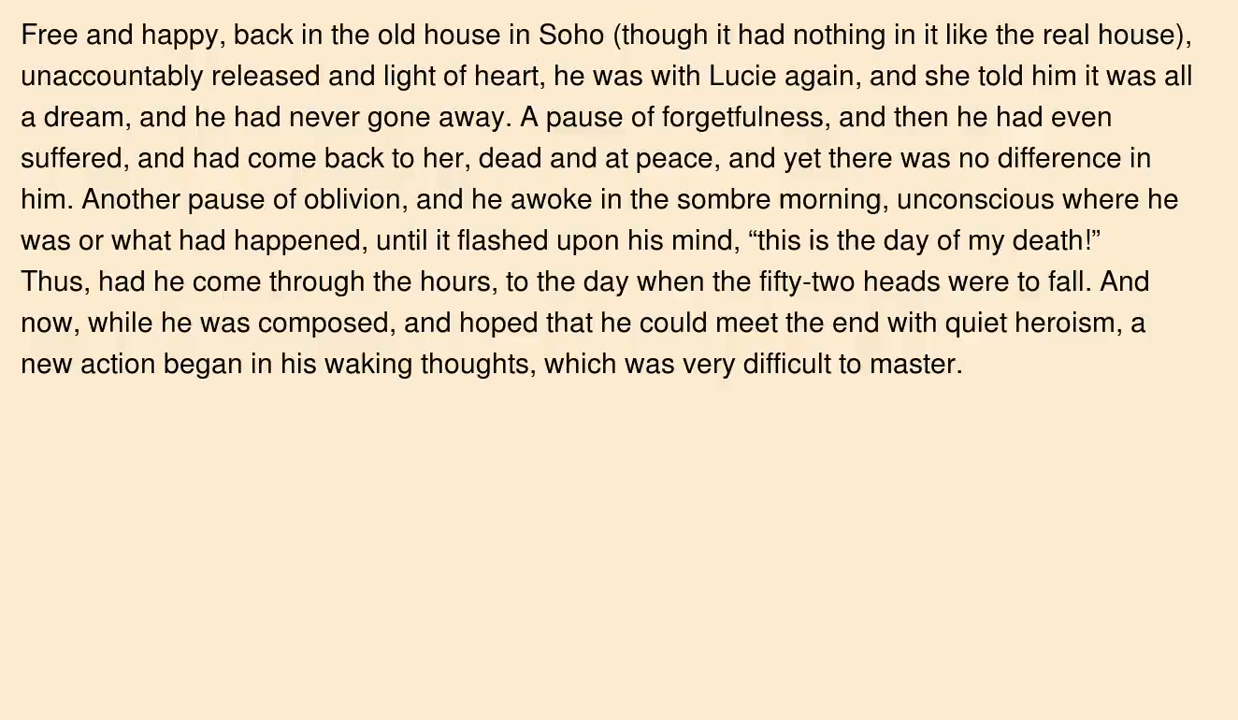 Free and happy, back in the old house in Soho (though it had nothing in it like the real house),
unaccountably released and light of heart, he was with Lucie again, and she told him it was all
a dream, and he had never gone away. A pause of forgetfulness, and then he had even
suffered, and had come back to her, dead and at peace, and yet there was no difference in
him. Another pause of oblivion, and he awoke in the sombre morning, unconscious where he
was or what had happened, until it flashed upon his mind, “this is the day of my death!”
Thus, had he come through the hours, to the day when the fifty-two heads were to fall. And
now, while he was composed, and hoped that he could meet the end with quiet heroism, a
new action began in his waking thoughts, which was very difficult to master.